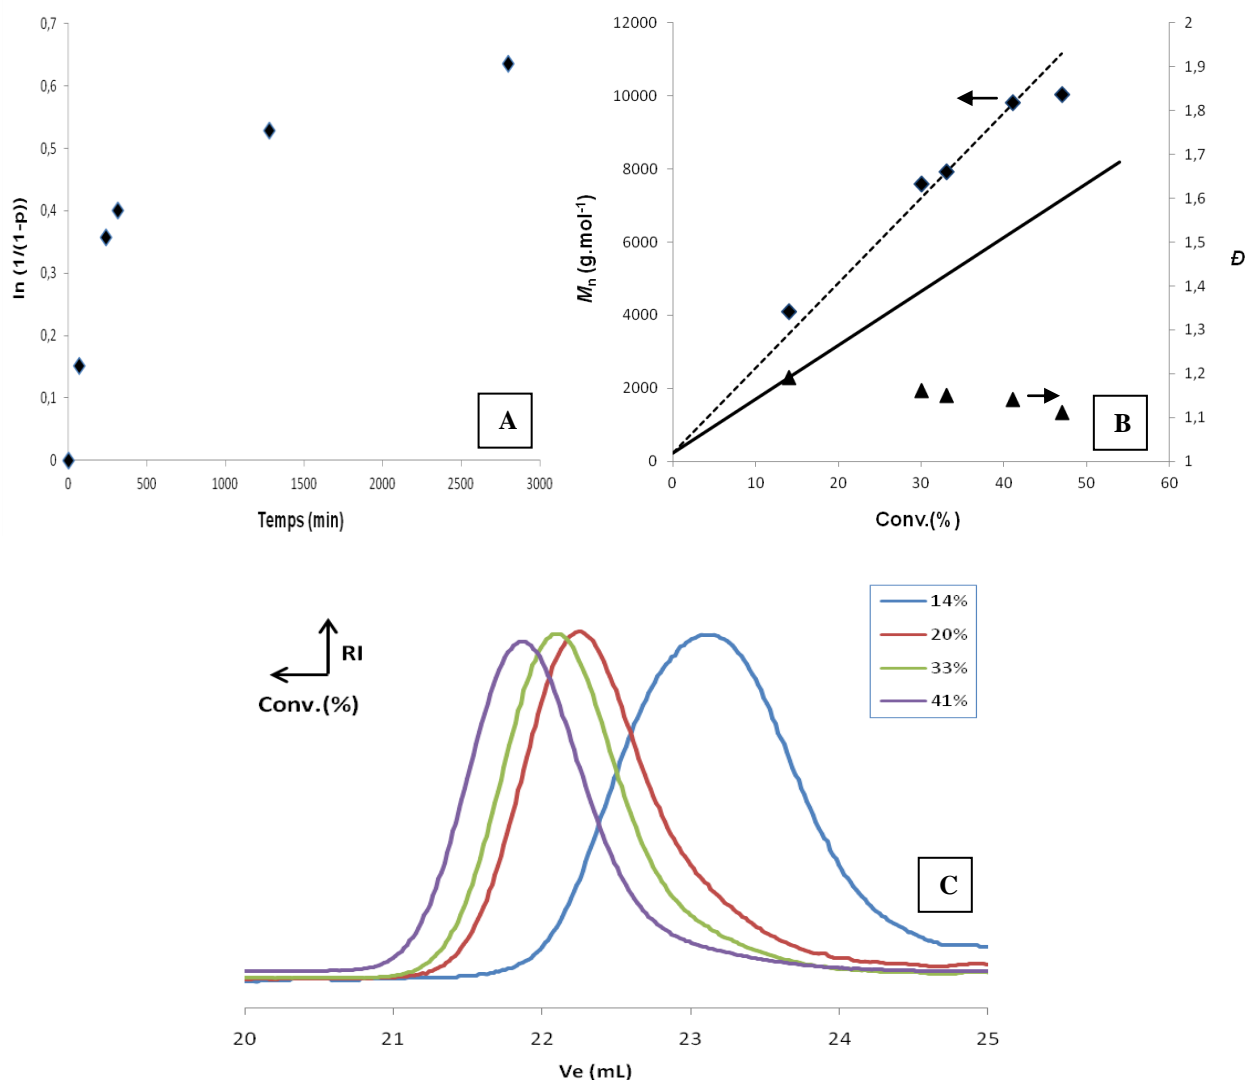 0,7
0,6
0,5
0,4
0,3
0,2
0,1
0
ln (1/(1-p))
0 500 1000 1500 2000 2500 3000
Temps (min)
A
12000
10000
8000
6000
4000
2000
0
Mn (g.mol-1)
2
1,9
1,8
1,7
1,6
1,5
1,4
1,3
1,2
1,1
1
Đ
0 10 20 30 40 50 60
Conv.(%)
B
RI
Conv.(%)
14%
20%
33%
41%
C
20 21 22 23 24 25
Ve (mL)